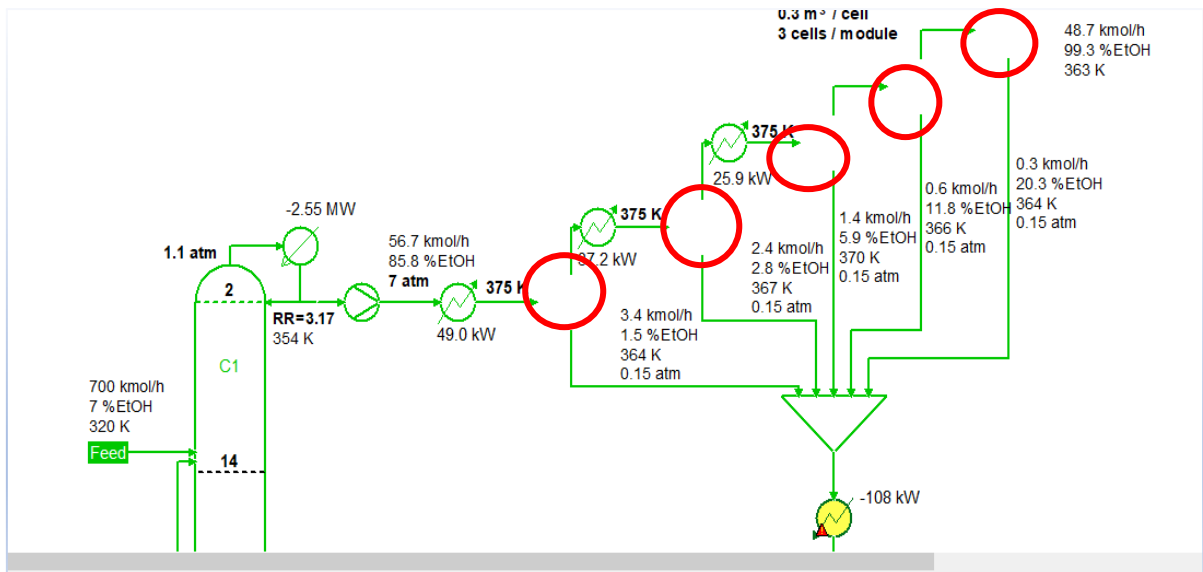 0.3 m³ / cell
3 cells / module
48.7 kmol/h
99.3 %EtOH
363 K
375 K
25.9 kW
0.3 kmol/h
20.3 %EtOH
364 K
0.15 atm
0.6 kmol/h
11.8 %EtOH
366 K
0.15 atm
375 K
37.2 kW
1.4 kmol/h
5.9 %EtOH
370 K
0.15 atm
2.4 kmol/h
2.8 %EtOH
367 K
0.15 atm
-2.55 MW
1.1 atm
56.7 kmol/h
85.8 %EtOH
7 atm
375 K
49.0 kW
2
RR=3.17
354 K
3.4 kmol/h
1.5 %EtOH
364 K
0.15 atm
C1
700 kmol/h
7 %EtOH
320 K
Feed
14
-108 kW